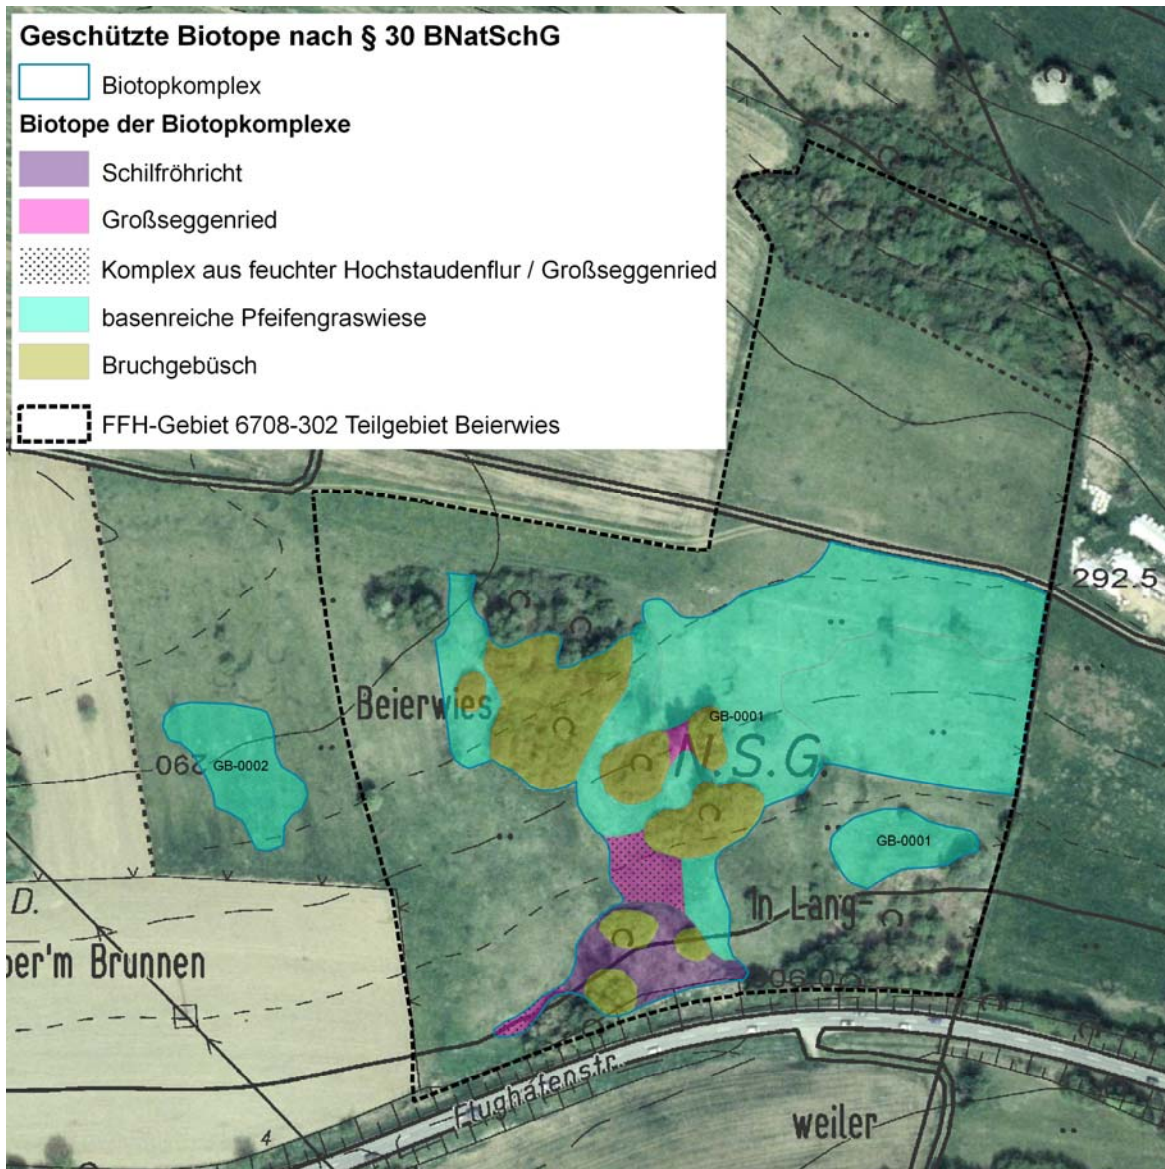 Geschützte Biotope nach § 30 BNatSchG
Biotopkomplex
Biotope der Biotopkomplexe
Schilfröhricht
Großseggenried
Komplex aus feuchter Hochstaudenflur / Großseggenried
basenreiche Pfeifengraswiese
Bruchgebüsch
FFH-Gebiet 6708-302 Teilgebiet Beierwies
292.5
Beierwies
GB-0001
N.S.G.
290
GB-0002
GB-0001
In Lang-
D.
er'm Brunnen
Flughafenstr.
weiler
4